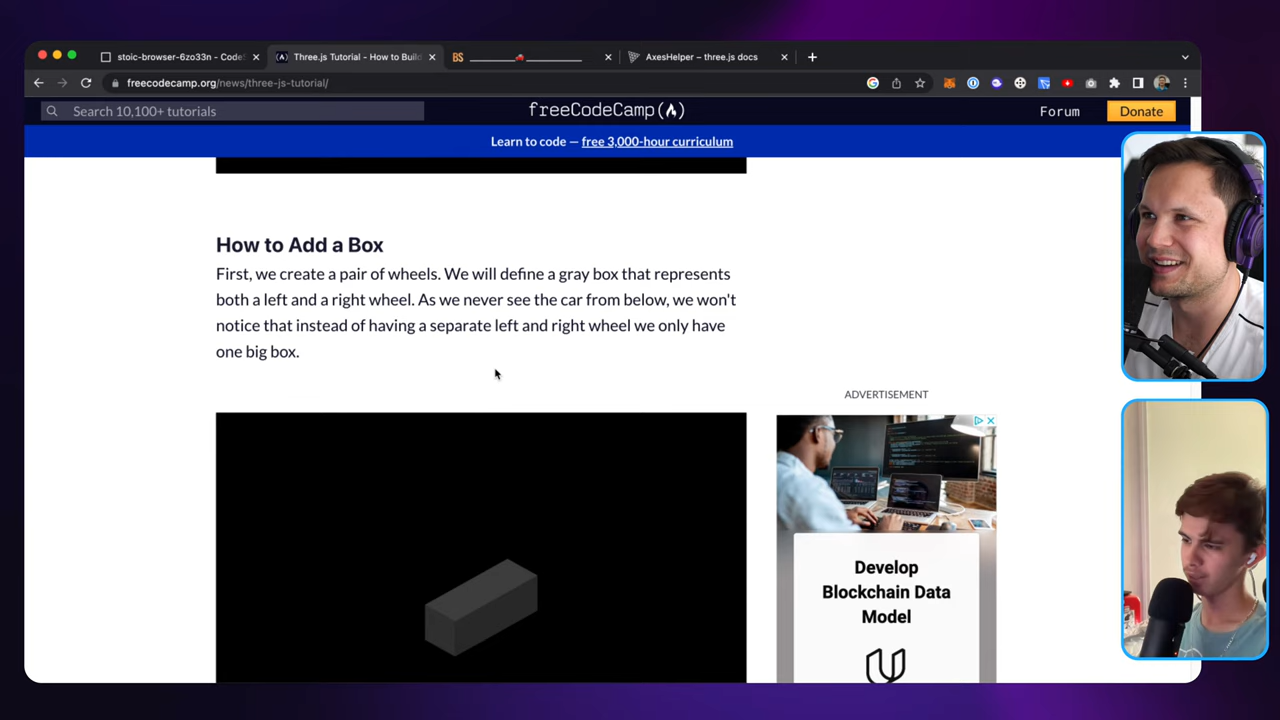 stoic-browser-6zo33n - CodeS
Three.js Tutorial - How to Build
BS
AxesHelper – three.js docs
freecodecamp.org/news/three-js-tutorial/
Search 10,100+ tutorials
freeCodeCamp
Forum
Donate
Learn to code — free 3,000-hour curriculum
How to Add a Box
First, we create a pair of wheels. We will define a gray box that represents
both a left and a right wheel. As we never see the car from below, we won't
notice that instead of having a separate left and right wheel we only have
one big box.
ADVERTISEMENT
Develop
Blockchain Data
Model